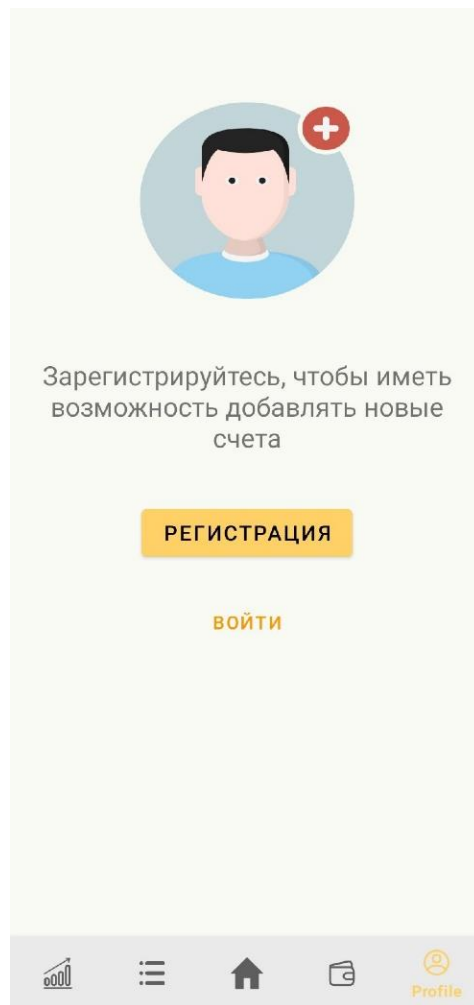 Зарегистрируйтесь, чтобы иметь
возможность добавлять новые
счета
РЕГИСТРАЦИЯ
ВОЙТИ
Profile